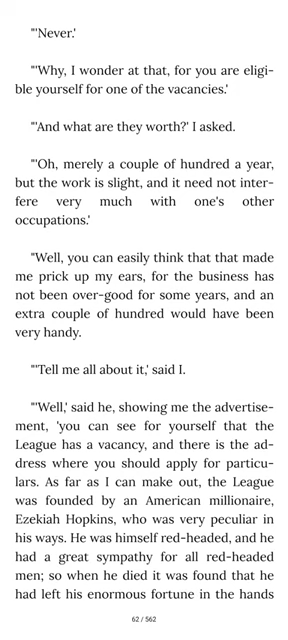 "'Never.'
"'Why, I wonder at that, for you are eligi-
ble yourself for one of the vacancies.'
"'And what are they worth?' I asked.
"'Oh, merely a couple of hundred a year,
but the work is slight, and it need not inter-
fere very much with one's other
occupations.'
"Well, you can easily think that that made
me prick up my ears, for the business has
not been over-good for some years, and an
extra couple of hundred would have been
very handy.
"'Tell me all about it,' said I.
"'Well,' said he, showing me the advertise-
ment, 'you can see for yourself that the
League has a vacancy, and there is the ad-
dress where you should apply for particu-
lars. As far as I can make out, the League
was founded by an American millionaire,
Ezekiah Hopkins, who was very peculiar in
his ways. He was himself red-headed, and he
had a great sympathy for all red-headed
men; so when he died it was found that he
had left his enormous fortune in the hands
62 / 562